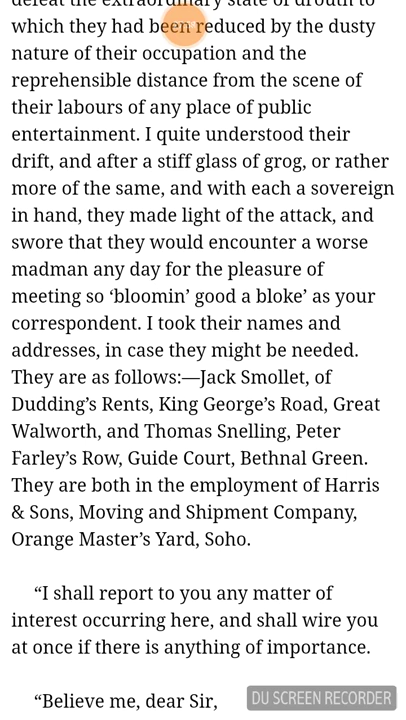 defeat the extraordinary state of drouth to
which they had been reduced by the dusty
nature of their occupation and the
reprehensible distance from the scene of
their labours of any place of public
entertainment. I quite understood their
drift, and after a stiff glass of grog, or rather
more of the same, and with each a sovereign
in hand, they made light of the attack, and
swore that they would encounter a worse
madman any day for the pleasure of
meeting so ‘bloomin’ good a bloke’ as your
correspondent. I took their names and
addresses, in case they might be needed.
They are as follows:—Jack Smollet, of
Dudding’s Rents, King George’s Road, Great
Walworth, and Thomas Snelling, Peter
Farley’s Row, Guide Court, Bethnal Green.
They are both in the employment of Harris
& Sons, Moving and Shipment Company,
Orange Master’s Yard, Soho.
“I shall report to you any matter of
interest occurring here, and shall wire you
at once if there is anything of importance.
“Believe me, dear Sir,
DU SCREEN RECORDER